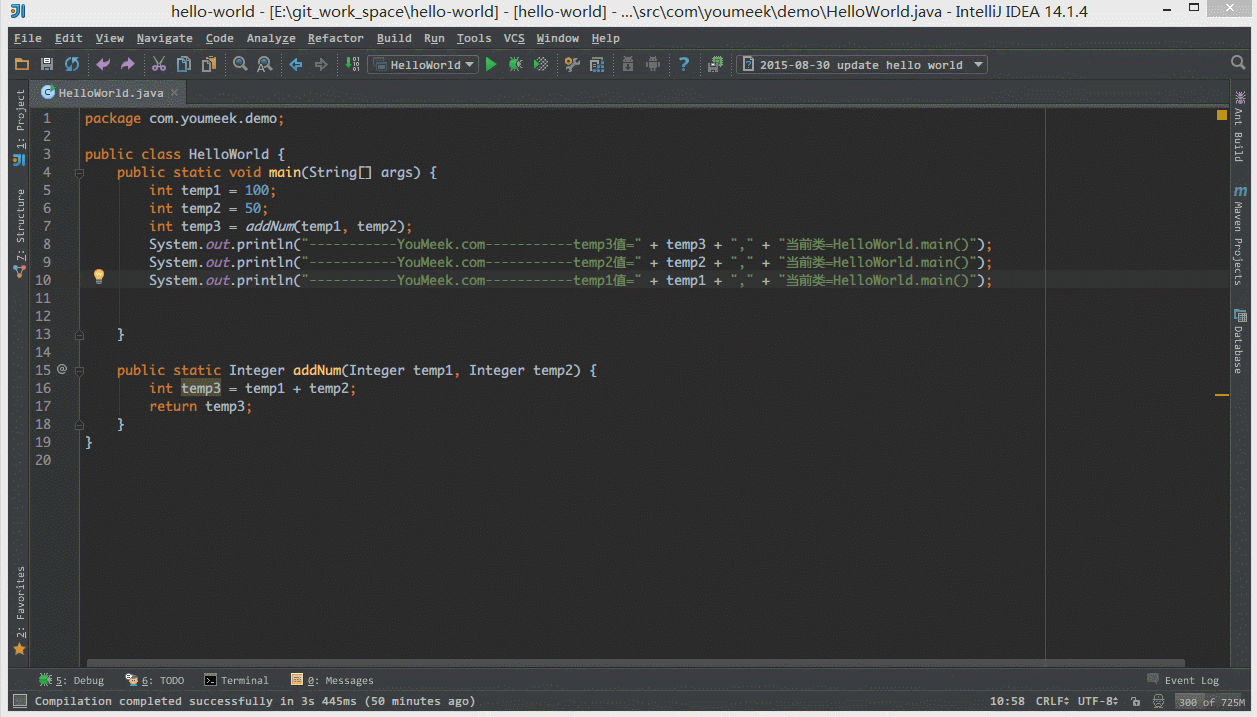 hello-world - [E:\git_work_space\hello-world] - [hello-world] - ...\src\com\youmeek\demo\HelloWorld.java - IntelliJ IDEA 14.1.4
File Edit View Navigate Code Analyze Refactor Build Run Tools VCS Window Help
HelloWorld 2015-08-30 update hello world
HelloWorld.java
1: Project
7: Structure
2: Favorites
1 package com.youmeek.demo;
2
3 public class HelloWorld {
4     public static void main(String[] args) {
5         int temp1 = 100;
6         int temp2 = 50;
7         int temp3 = addNum(temp1, temp2);
8         System.out.println("-----------YouMeek.com-----------temp3值=" + temp3 + "," + "当前类=HelloWorld.main()");
9         System.out.println("-----------YouMeek.com-----------temp2值=" + temp2 + "," + "当前类=HelloWorld.main()");
10         System.out.println("-----------YouMeek.com-----------temp1值=" + temp1 + "," + "当前类=HelloWorld.main()");
11
12
13     }
14
15 @     public static Integer addNum(Integer temp1, Integer temp2) {
16         int temp3 = temp1 + temp2;
17         return temp3;
18     }
19 }
20
Ant Build
Maven Projects
Database
5: Debug 6: TODO Terminal 0: Messages Event Log
Compilation completed successfully in 3s 445ms (50 minutes ago) 10:58 CRLF UTF-8 300 of 725M